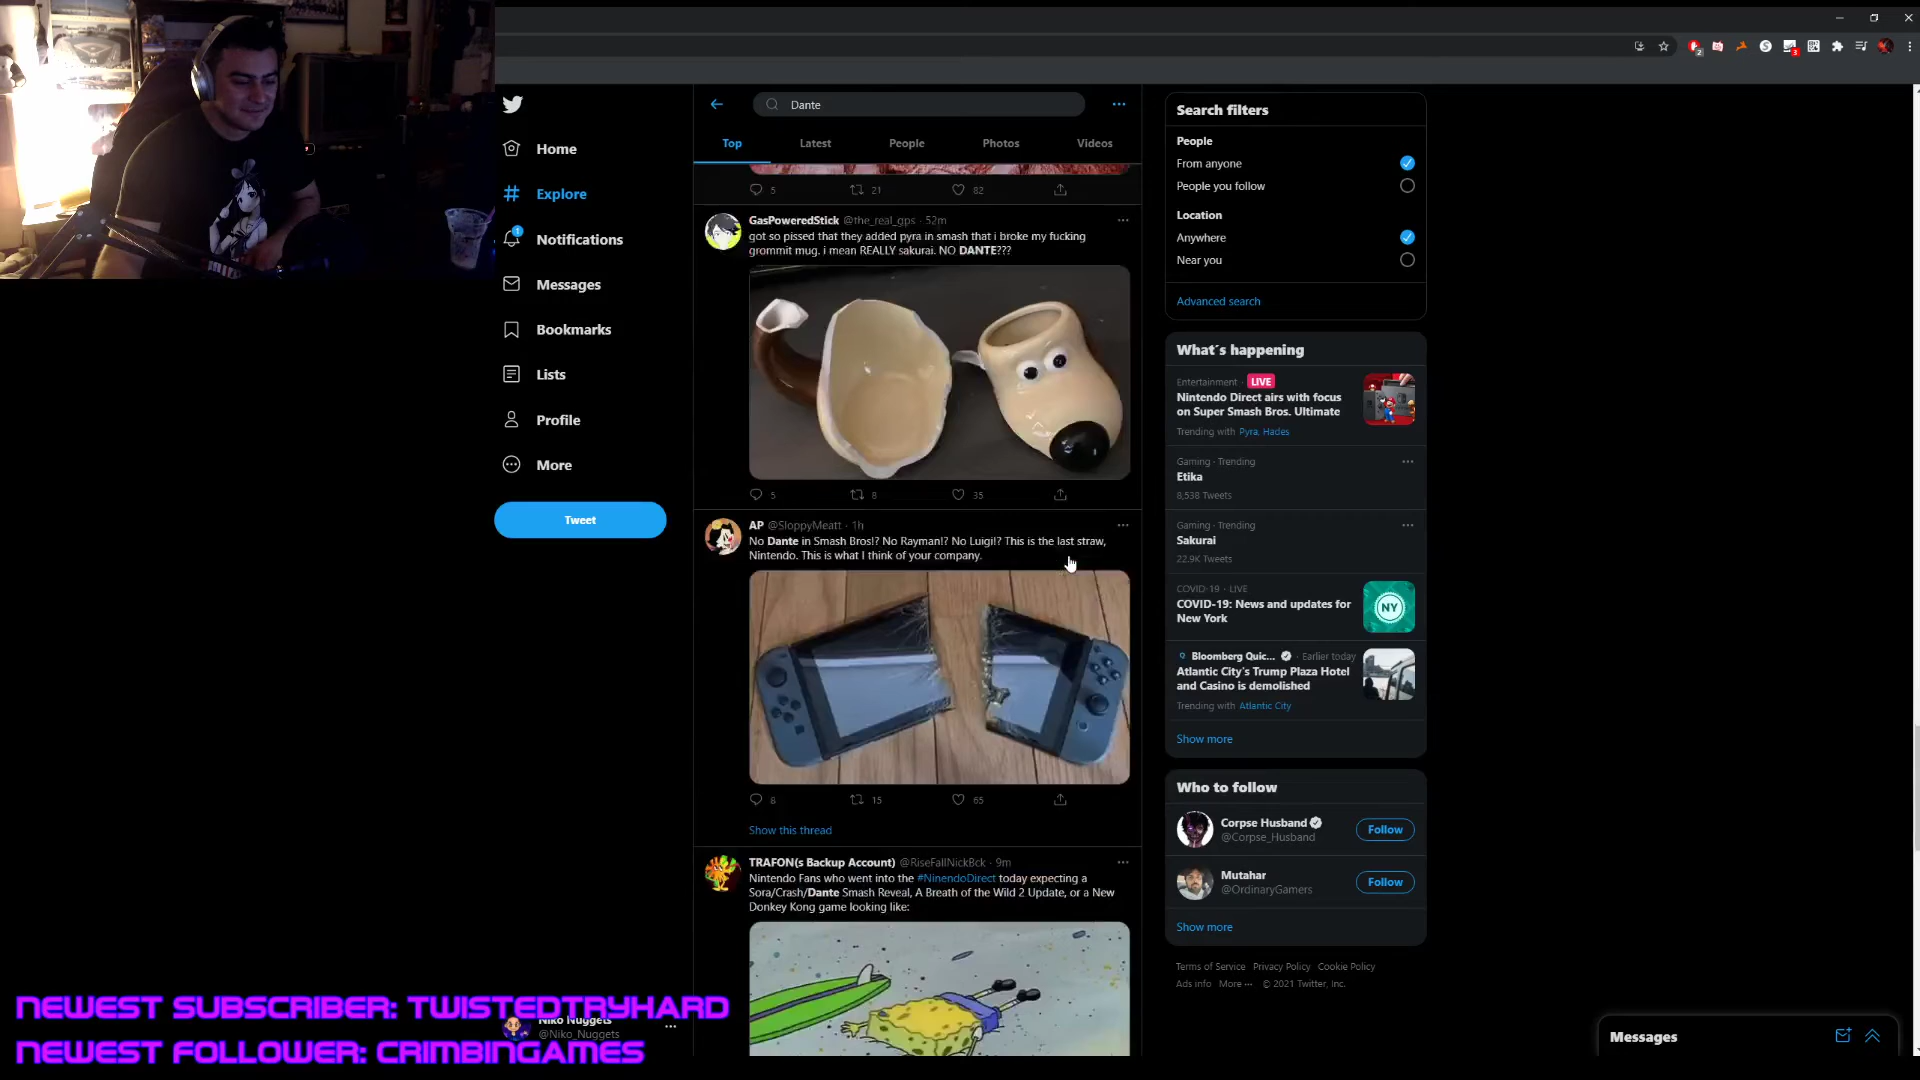 Dante
Top
Latest
People
Photos
Videos
Home
Explore
1
Notifications
Messages
Bookmarks
Lists
Profile
More
Tweet
5
21
82
GasPoweredStick @the_real_gps · 52m
got so pissed that they added pyra in smash that i broke my fucking
grommit mug. i mean REALLY sakurai. NO DANTE???
5
8
35
AP @SloppyMeatt · 1h
No Dante in Smash Bros!? No Rayman!? No Luigi!? This is the last straw,
Nintendo. This is what I think of your company.
8
15
65
Show this thread
TRAFON(s Backup Account) @RiseFallNickBck · 9m
Nintendo Fans who went into the #NinendoDirect today expecting a
Sora/Crash/Dante Smash Reveal, A Breath of the Wild 2 Update, or a New
Donkey Kong game looking like:
Search filters
People
From anyone
People you follow
Location
Anywhere
Near you
Advanced search
What's happening
Entertainment · LIVE
Nintendo Direct airs with focus
on Super Smash Bros. Ultimate
Trending with Pyra, Hades
Gaming · Trending
Etika
8,538 Tweets
Gaming · Trending
Sakurai
22.9K Tweets
COVID-19 · LIVE
COVID-19: News and updates for
New York
NY
Bloomberg Quic... · Earlier today
Atlantic City's Trump Plaza Hotel
and Casino is demolished
Trending with Atlantic City
Show more
Who to follow
Corpse Husband
@Corpse_Husband
Follow
Mutahar
@OrdinaryGamers
Follow
Show more
Terms of Service Privacy Policy Cookie Policy
Ads info More ··· © 2021 Twitter, Inc.
Messages
NEWEST SUBSCRIBER: TWISTEDTRYHARD
Niko Nuggets
@Niko_Nuggets
NEWEST FOLLOWER: CRIMBINGAMES